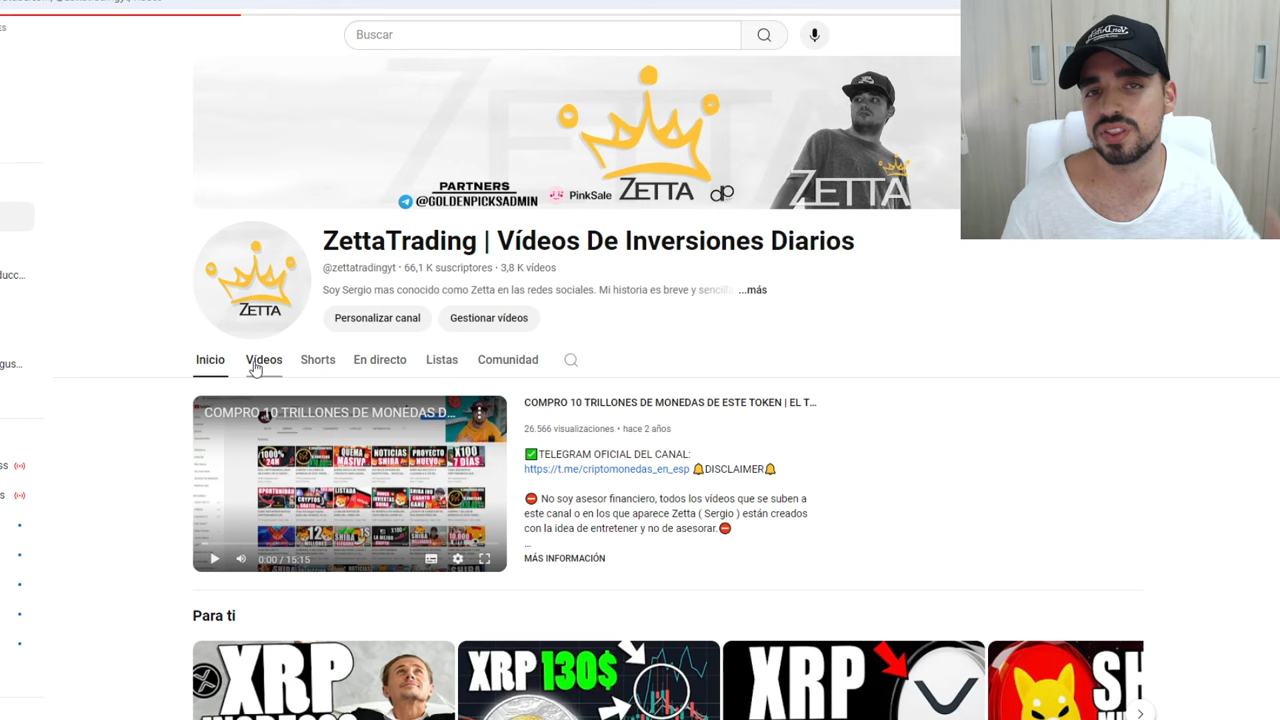 Buscar
PARTNERS
@GOLDENPICKSADMIN
PinkSale
ZETTA
dp
ZETTA
ZETTA
ZettaTrading | Vídeos De Inversiones Diarios
@zettatradingyt · 66,1 K suscriptores · 3,8 K vídeos
Soy Sergio mas conocido como Zetta en las redes sociales. Mi historia es breve y sencilla ...más
Personalizar canal
Gestionar vídeos
Inicio
Vídeos
Shorts
En directo
Listas
Comunidad
COMPRO 10 TRILLONES DE MONEDAS D...
0:00 / 15:15
COMPRO 10 TRILLONES DE MONEDAS DE ESTE TOKEN | EL T...
26.566 visualizaciones • hace 2 años
✅TELEGRAM OFICIAL DEL CANAL:
https://t.me/criptomonedas_en_esp 🔔DISCLAIMER🔔
⛔ No soy asesor financiero, todos los vídeos que se suben a
este canal o en los que aparece Zetta ( Sergio ) están creados
con la idea de entretener y no de asesorar.⛔
...
MÁS INFORMACIÓN
Para ti
XRP
XRP 130$
XRP
SH